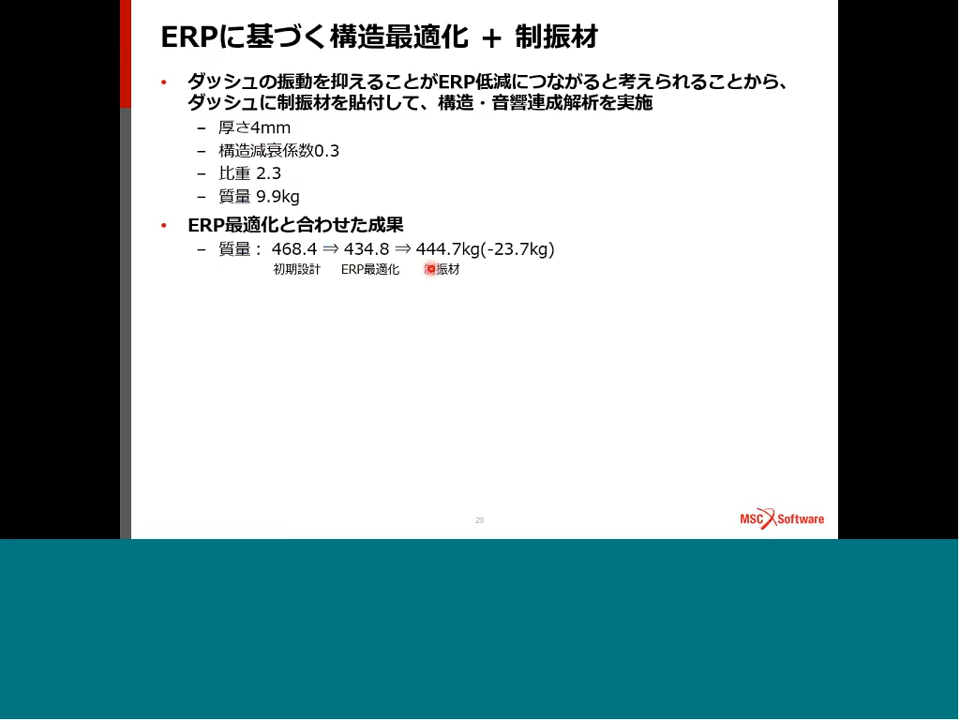 ERPに基づく構造最適化 ＋ 制振材
• ダッシュの振動を抑えることがERP低減につながると考えられることから、
ダッシュに制振材を貼付して、構造・音響連成解析を実施
– 厚さ4mm
– 構造減衰係数0.3
– 比重 2.3
– 質量 9.9kg
• ERP最適化と合わせた成果
– 質量： 468.4 ⇒ 434.8 ⇒ 444.7kg(-23.7kg)
初期設計 ERP最適化 制振材
29
MSC Software